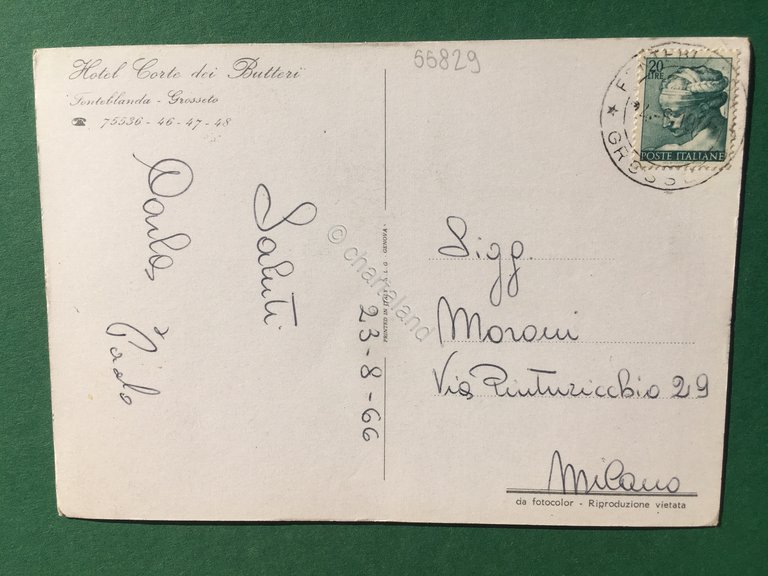 Hotel Corte dei Butteri
Fonteblanda - Grosseto
☎ 75536 - 46 - 47 - 48
55829
20
LIRE
POSTE ITALIANE
Saluti
Paolo
23-8-66
© chartaland
Sigg.
Moroni
Via Pinturicchio 29
Milano
da fotocolor - Riproduzione vietata